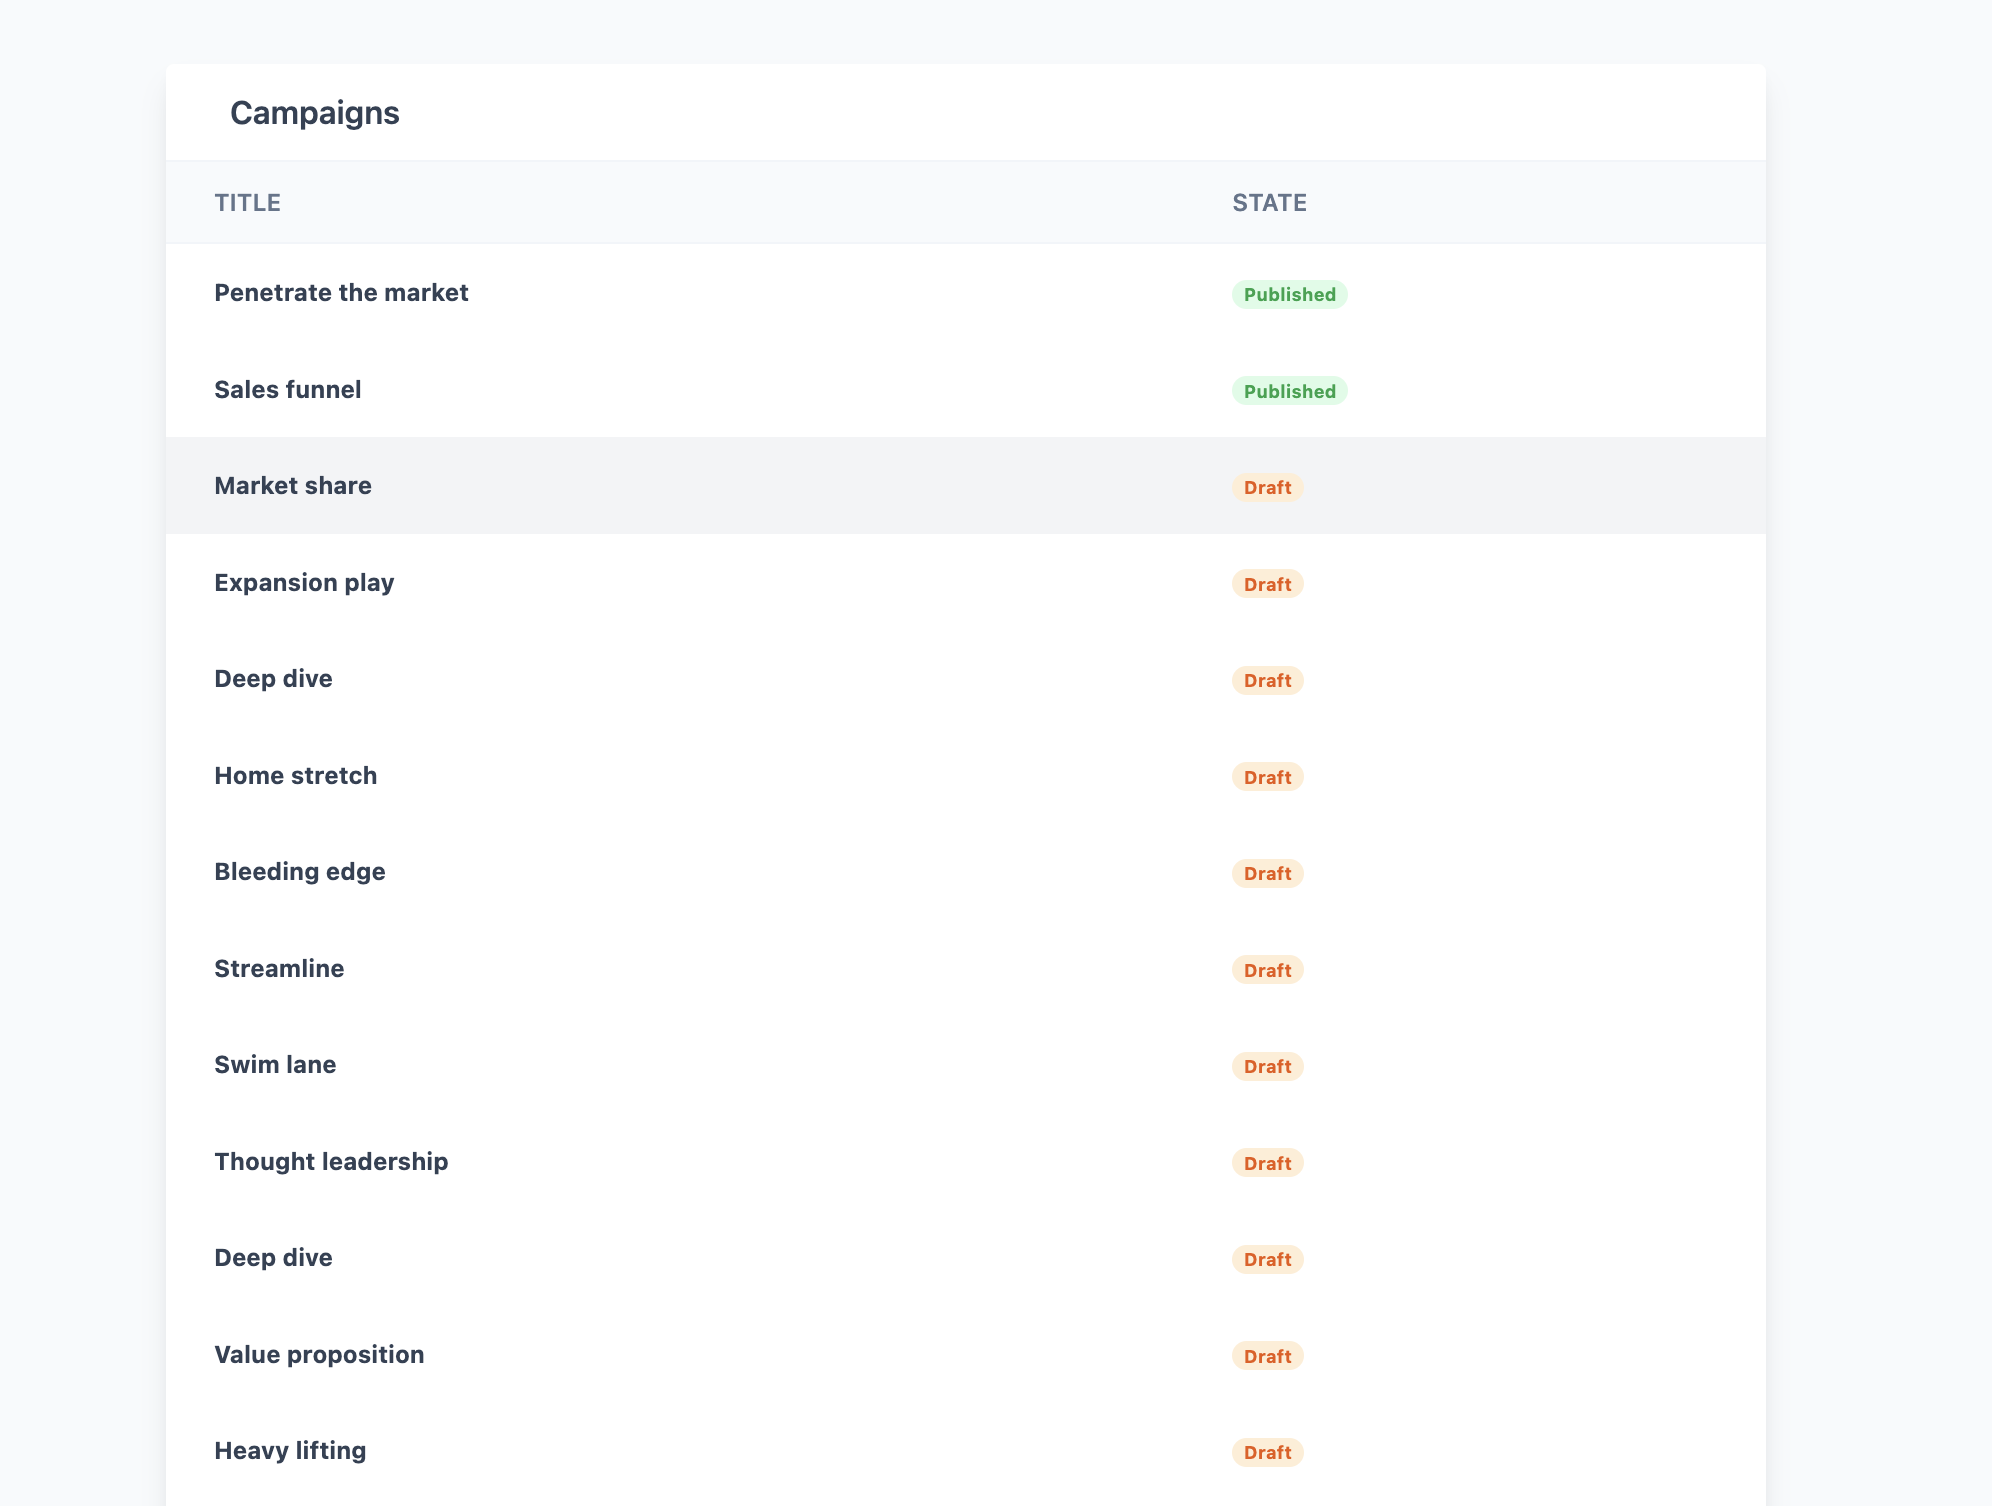 Campaigns
TITLE STATE
Penetrate the market Published
Sales funnel Published
Market share Draft
Expansion play Draft
Deep dive Draft
Home stretch Draft
Bleeding edge Draft
Streamline Draft
Swim lane Draft
Thought leadership Draft
Deep dive Draft
Value proposition Draft
Heavy lifting Draft